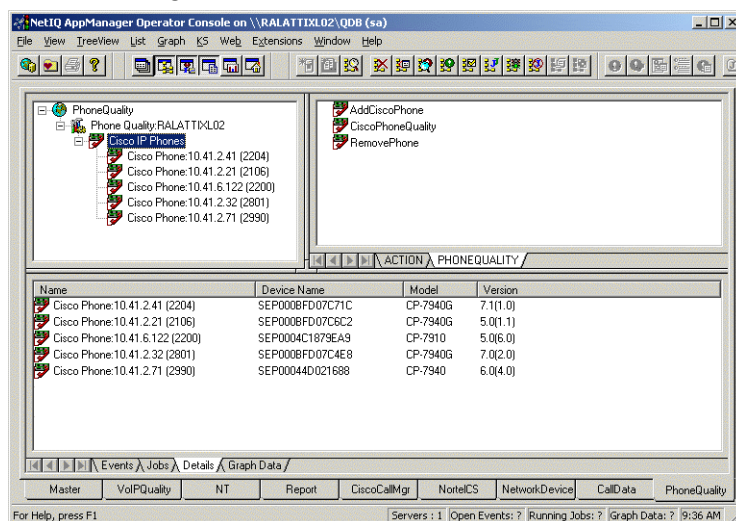 NetIQ AppManager Operator Console on \\RALATTIXL02\QDB (sa)
File View TreeView List Graph KS Web Extensions Window Help
PhoneQuality
Phone Quality:RALATTIXL02
Cisco IP Phones
Cisco Phone:10.41.2.41 (2204)
Cisco Phone:10.41.2.21 (2106)
Cisco Phone:10.41.6.122 (2200)
Cisco Phone:10.41.2.32 (2801)
Cisco Phone:10.41.2.71 (2990)
AddCiscoPhone
CiscoPhoneQuality
RemovePhone
ACTION PHONEQUALITY
Name Device Name Model Version
Cisco Phone:10.41.2.41 (2204) SEP000BFD07C71C CP-7940G 7.1(1.0)
Cisco Phone:10.41.2.21 (2106) SEP000BFD07C6C2 CP-7940G 5.0(1.1)
Cisco Phone:10.41.6.122 (2200) SEP0004C1879EA9 CP-7910 5.0(6.0)
Cisco Phone:10.41.2.32 (2801) SEP000BFD07C4E8 CP-7940G 7.0(2.0)
Cisco Phone:10.41.2.71 (2990) SEP00044D021688 CP-7940 6.0(4.0)
Events Jobs Details Graph Data
Master VoIPQuality NT Report CiscoCallMgr NortelCS NetworkDevice CallData PhoneQuality
For Help, press F1 Servers : 1 Open Events: ? Running Jobs: ? Graph Data: ? 9:36 AM